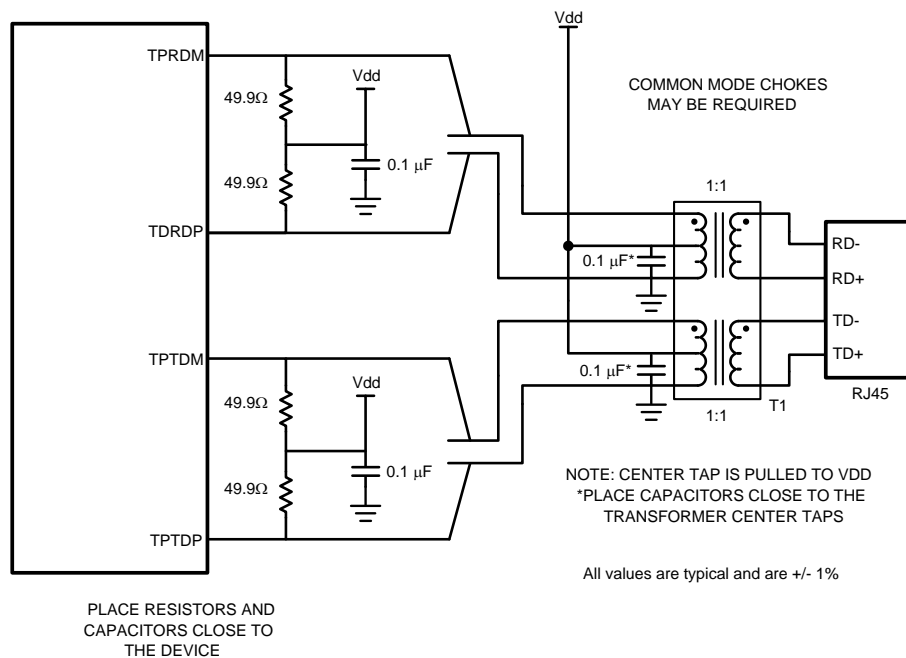 Vdd
TPRDM
Vdd
49.9Ω
0.1 μF
49.9Ω
TDRDP
COMMON MODE CHOKES
MAY BE REQUIRED
1:1
0.1 μF*
RD-
RD+
TD-
TD+
0.1 μF*
T1
RJ45
1:1
TPTDM
Vdd
49.9Ω
0.1 μF
49.9Ω
TPTDP
NOTE: CENTER TAP IS PULLED TO VDD
*PLACE CAPACITORS CLOSE TO THE
TRANSFORMER CENTER TAPS
All values are typical and are +/- 1%
PLACE RESISTORS AND
CAPACITORS CLOSE TO
THE DEVICE